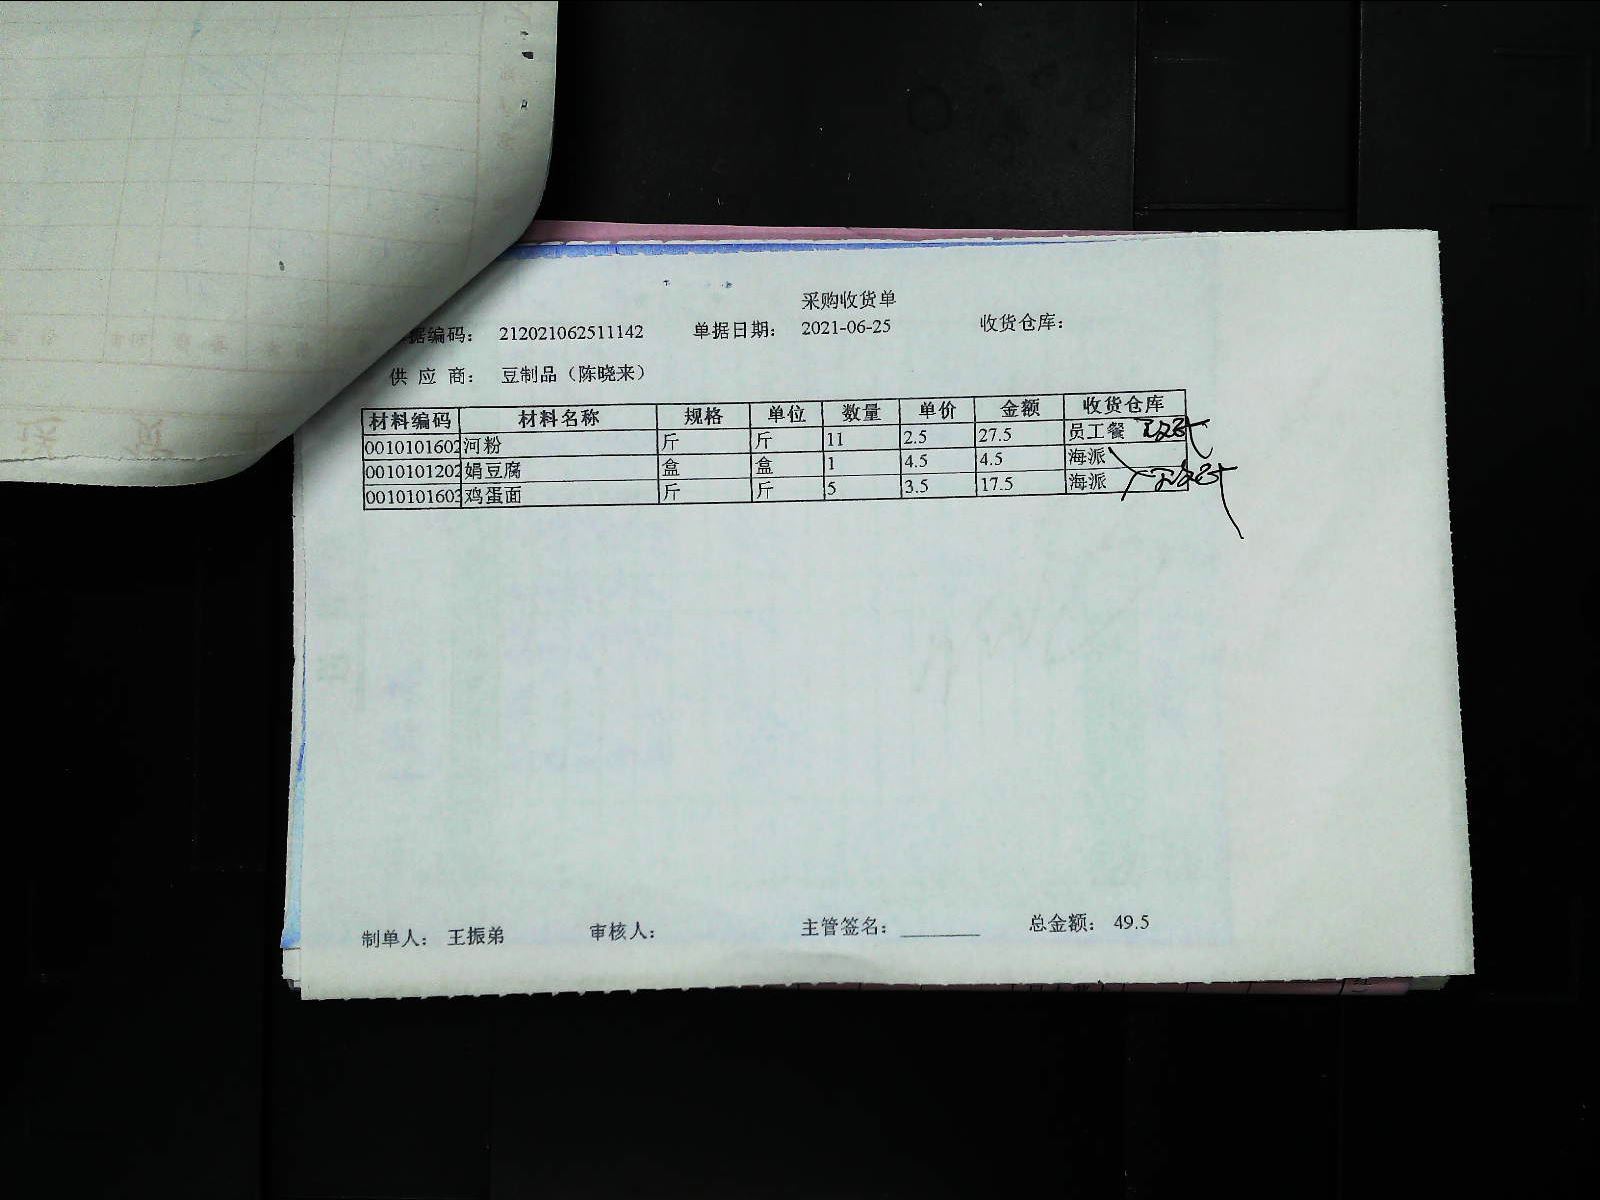 采购收货单
据编码: 212021062511142 单据日期: 2021-06-25 收货仓库:
供应商: 豆制品（陈晓来）
材料编码 材料名称 规格 单位 数量 单价 金额 收货仓库
0010101602 河粉 斤 斤 11 2.5 27.5 员工餐
0010101202 娟豆腐 盒 盒 1 4.5 4.5 海派
0010101603 鸡蛋面 斤 斤 5 3.5 17.5 海派
制单人: 王振弟 审核人: 主管签名: ________ 总金额: 49.5